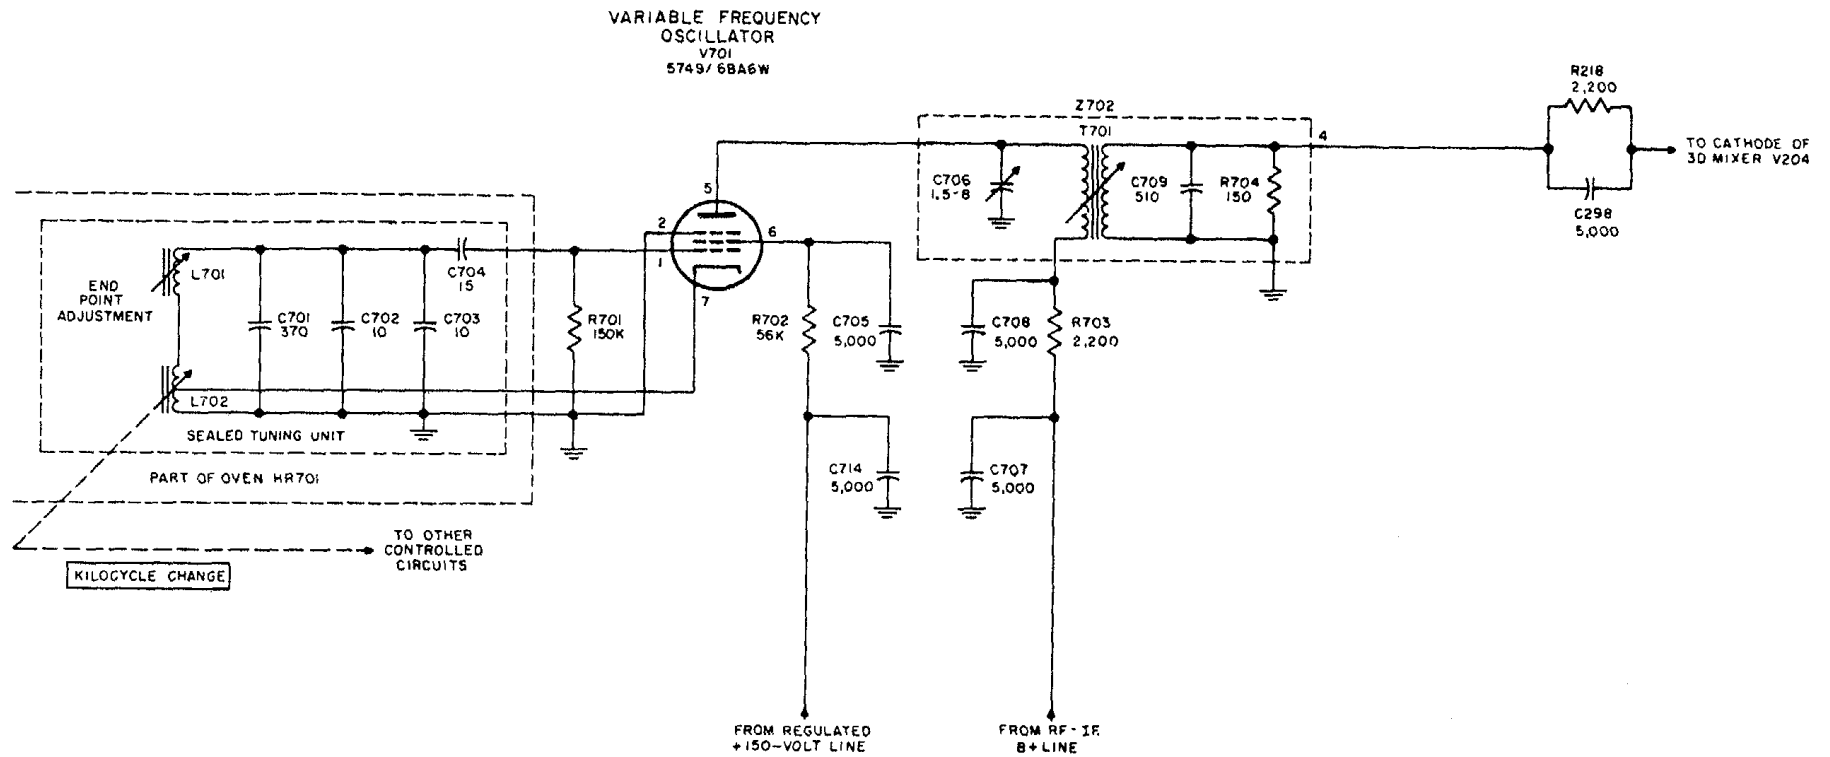 VARIABLE FREQUENCY
OSCILLATOR
V701
5749/6BA6W
R218
2,200
Z702
T701
4
TO CATHODE OF
3D MIXER V204
C706
1.5-8
C709
510
R704
150
C298
5,000
5
2
6
1
7
L701
C704
15
END
POINT
ADJUSTMENT
C701
370
C702
10
C703
10
R701
150K
R702
56K
C705
5,000
C708
5,000
R703
2,200
L702
SEALED TUNING UNIT
PART OF OVEN HR701
C714
5,000
C707
5,000
TO OTHER
CONTROLLED
CIRCUITS
KILOCYCLE CHANGE
FROM REGULATED
+150-VOLT LINE
FROM RF-IF
B+ LINE